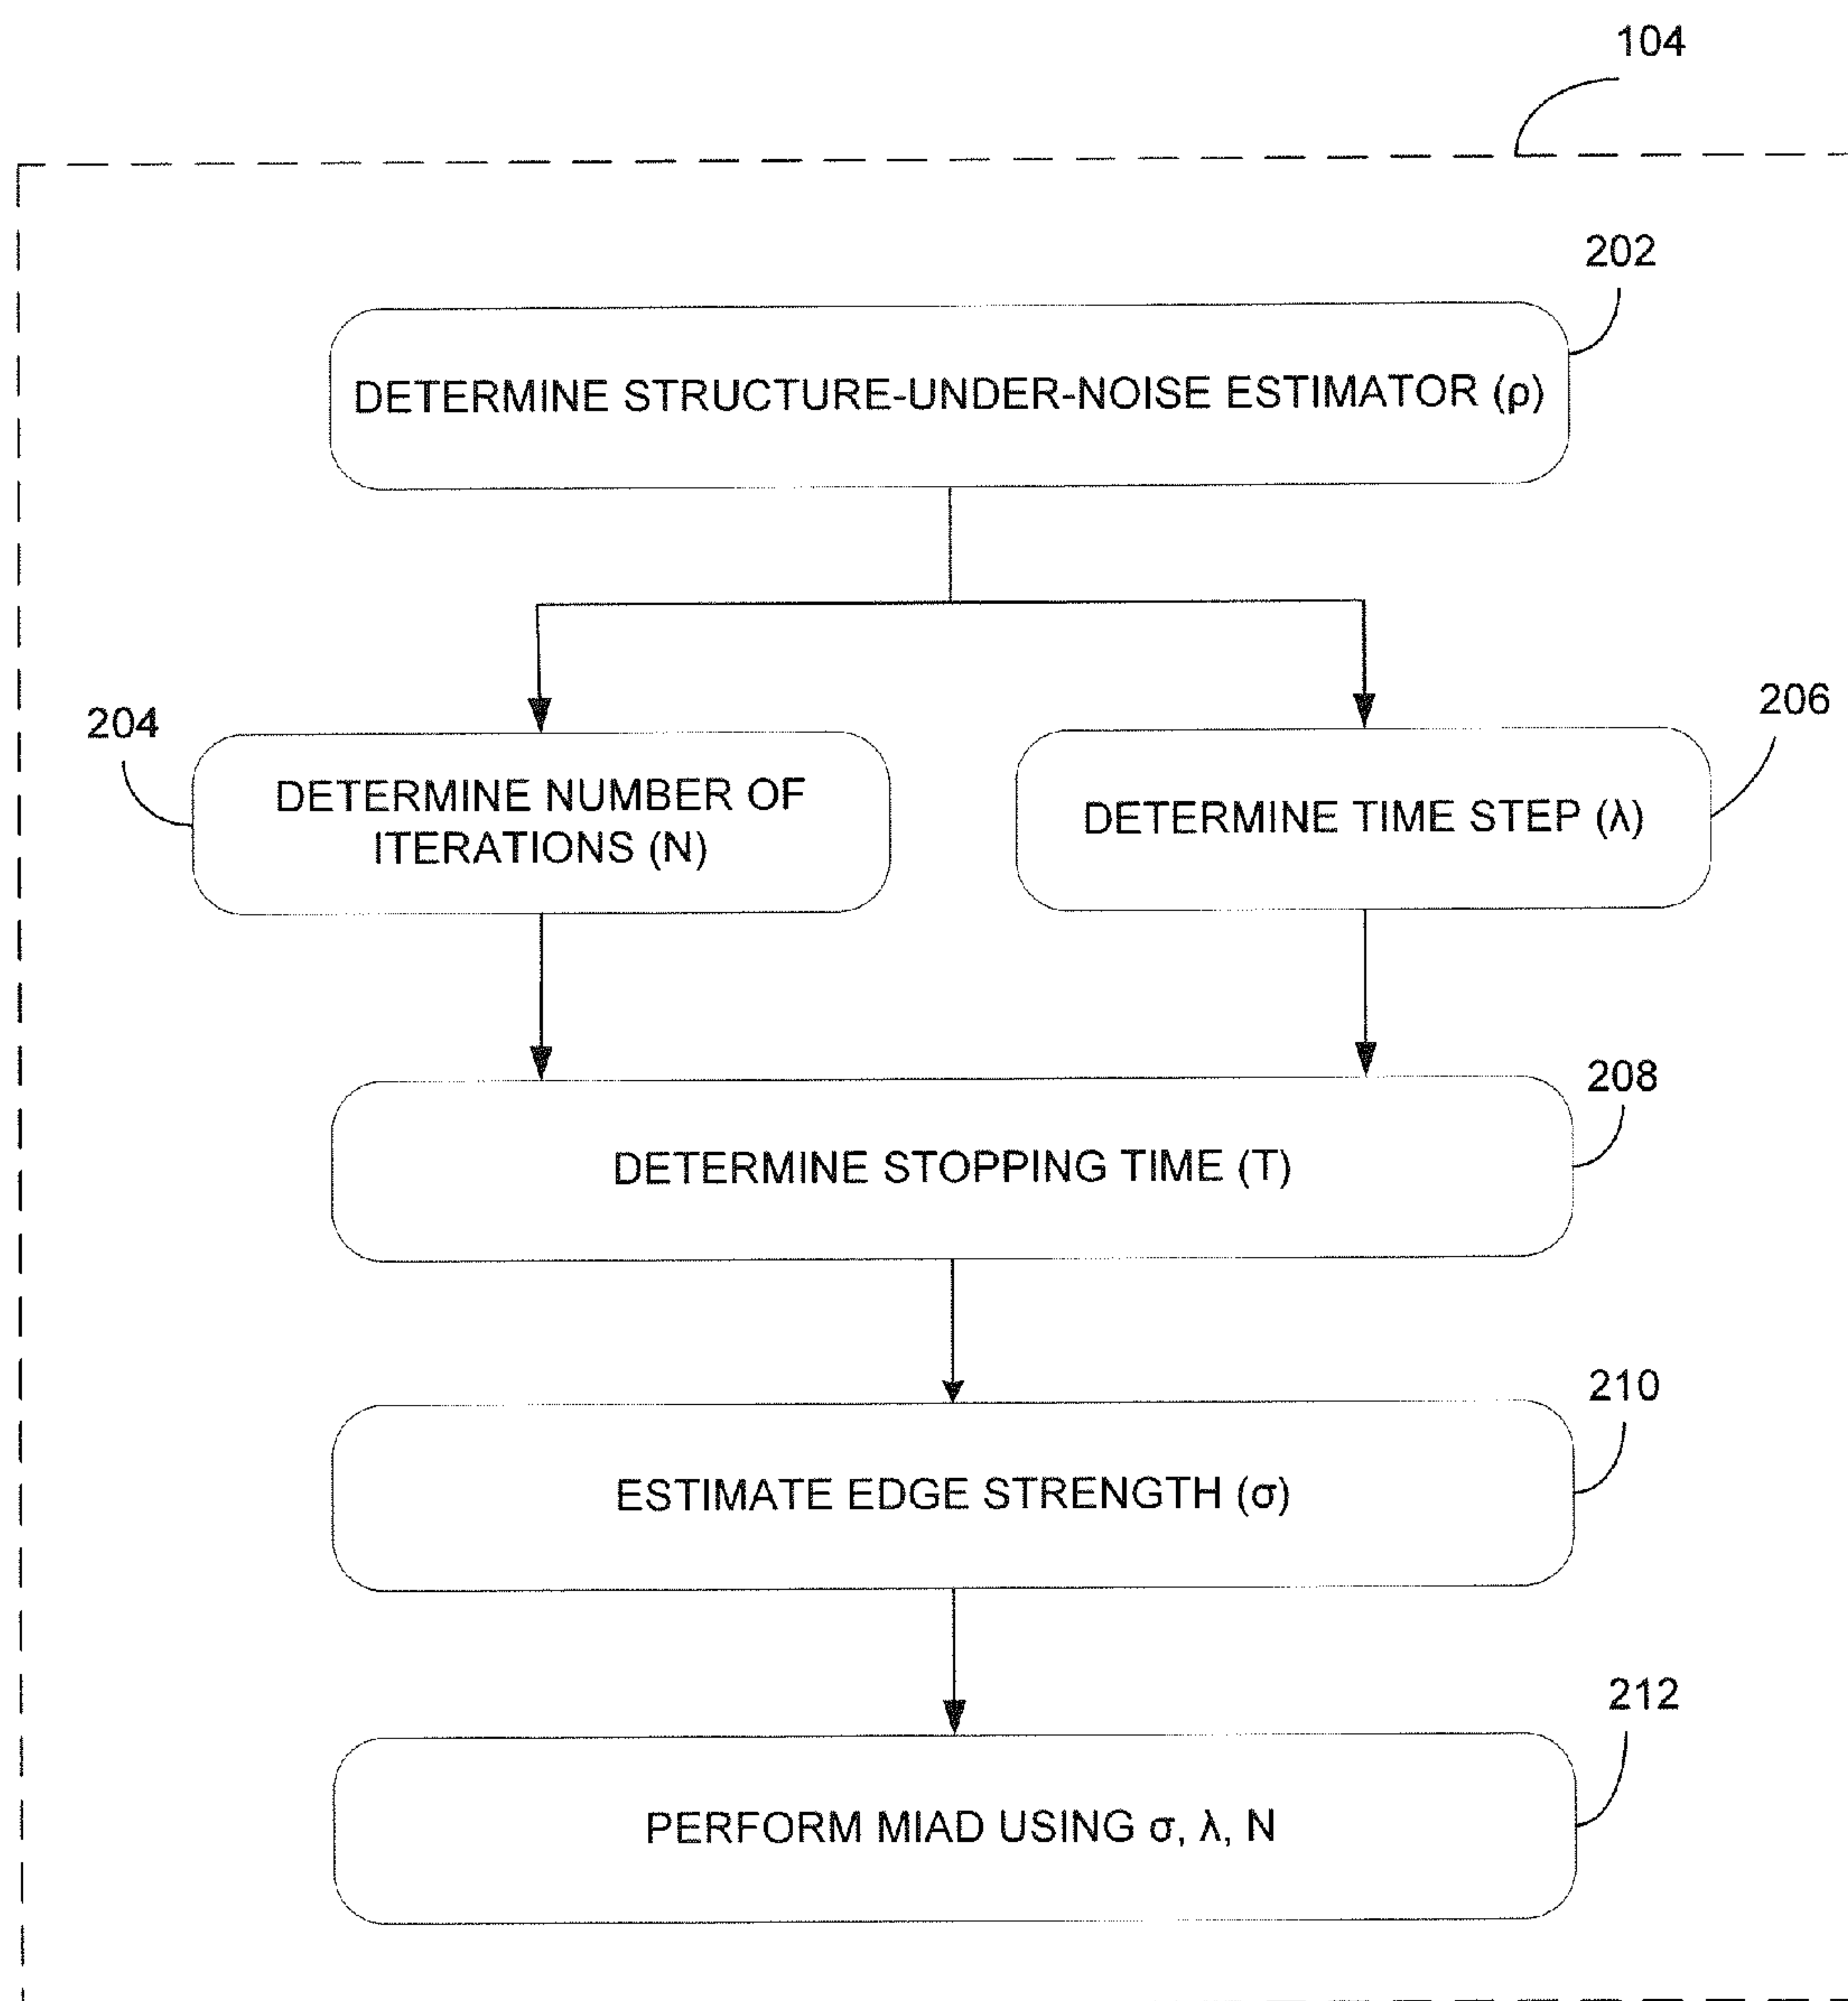 104
202
DETERMINE STRUCTURE-UNDER-NOISE ESTIMATOR (ρ)
204
206
DETERMINE NUMBER OF
ITERATIONS (N)
DETERMINE TIME STEP (λ)
208
DETERMINE STOPPING TIME (T)
210
ESTIMATE EDGE STRENGTH (σ)
212
PERFORM MIAD USING σ, λ, N